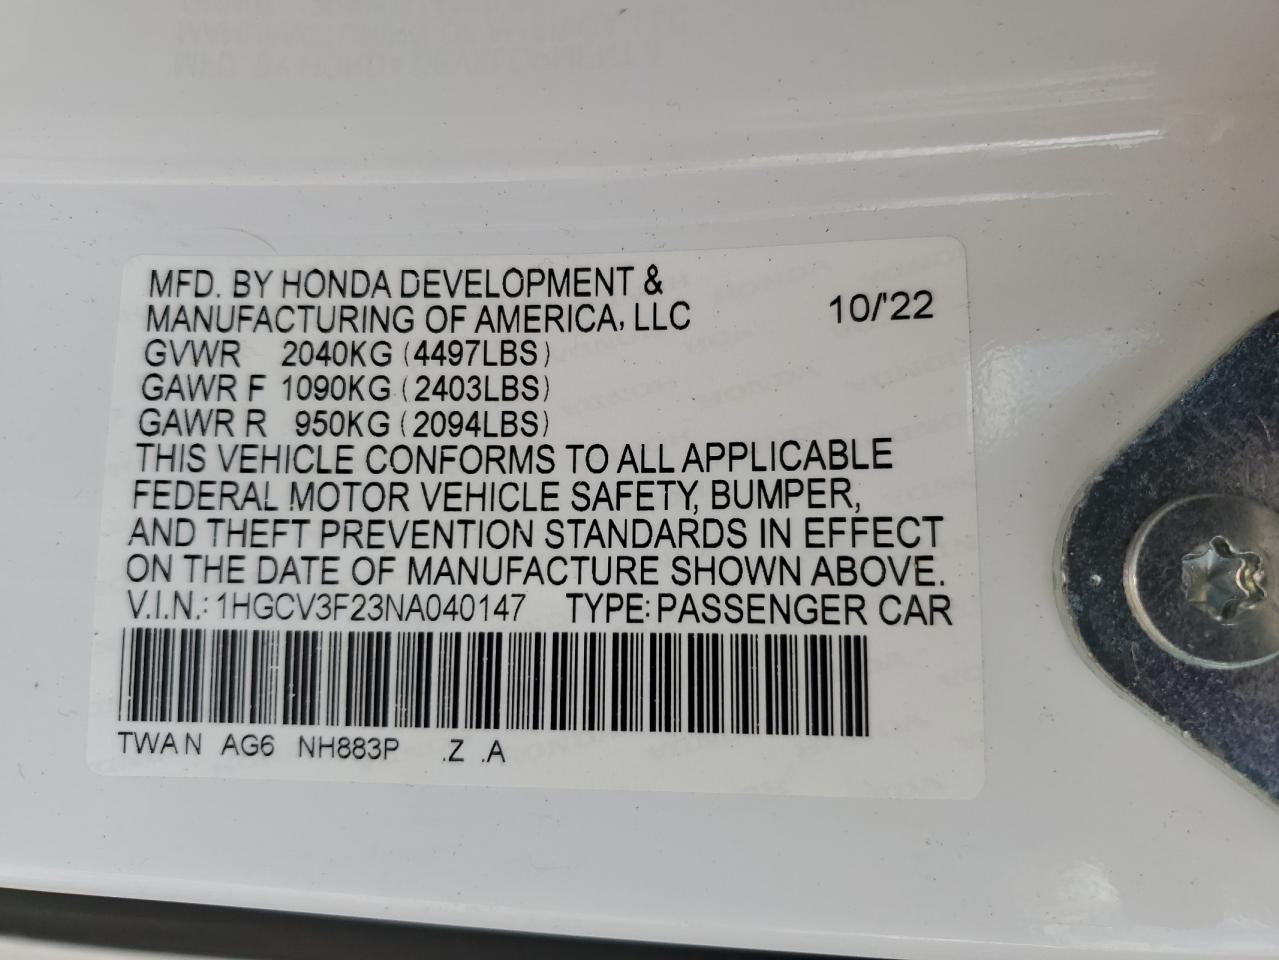 MFD. BY HONDA DEVELOPMENT &
MANUFACTURING OF AMERICA, LLC 10/'22
GVWR 2040KG (4497LBS)
GAWR F 1090KG (2403LBS)
GAWR R 950KG (2094LBS)
THIS VEHICLE CONFORMS TO ALL APPLICABLE
FEDERAL MOTOR VEHICLE SAFETY, BUMPER,
AND THEFT PREVENTION STANDARDS IN EFFECT
ON THE DATE OF MANUFACTURE SHOWN ABOVE.
V.I.N.: 1HGCV3F23NA040147 TYPE: PASSENGER CAR
TWAN AG6 NH883P .Z .A